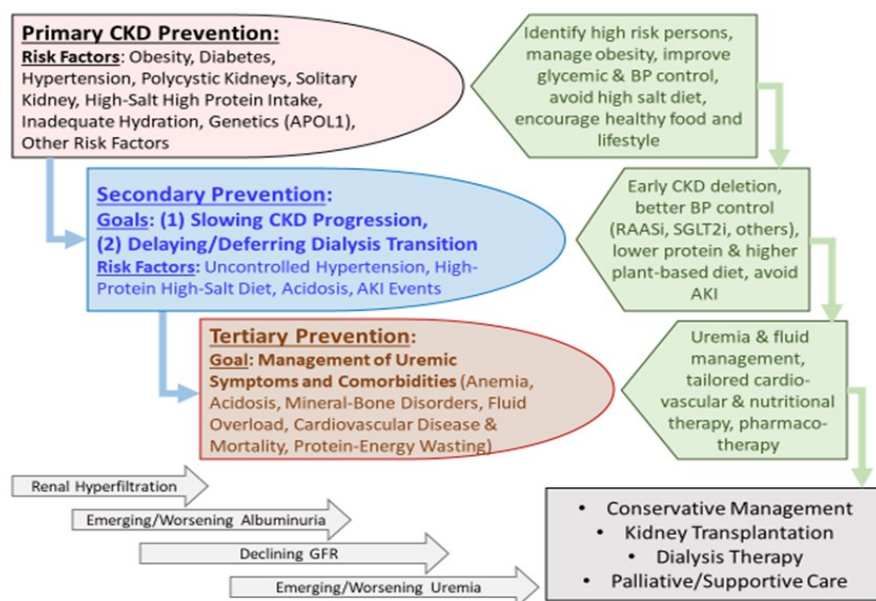 Primary CKD Prevention:
Risk Factors: Obesity, Diabetes,
Hypertension, Polycystic Kidneys, Solitary
Kidney, High-Salt High Protein Intake,
Inadequate Hydration, Genetics (APOL1),
Other Risk Factors
Identify high risk persons,
manage obesity, improve
glycemic & BP control,
avoid high salt diet,
encourage healthy food and
lifestyle
Secondary Prevention:
Goals: (1) Slowing CKD Progression,
(2) Delaying/Deferring Dialysis Transition
Risk Factors: Uncontrolled Hypertension, High-
Protein High-Salt Diet, Acidosis, AKI Events
Early CKD deletion,
better BP control
(RAASi, SGLT2i, others),
lower protein & higher
plant-based diet, avoid
AKI
Tertiary Prevention:
Goal: Management of Uremic
Symptoms and Comorbidities (Anemia,
Acidosis, Mineral-Bone Disorders, Fluid
Overload, Cardiovascular Disease &
Mortality, Protein-Energy Wasting)
Uremia & fluid
management,
tailored cardio-
vascular &
nutritional
therapy, pharmaco-
therapy
Renal Hyperfiltration
Emerging/Worsening Albuminuria
Declining GFR
Emerging/Worsening Uremia
• Conservative Management
• Kidney Transplantation
• Dialysis Therapy
• Palliative/Supportive Care